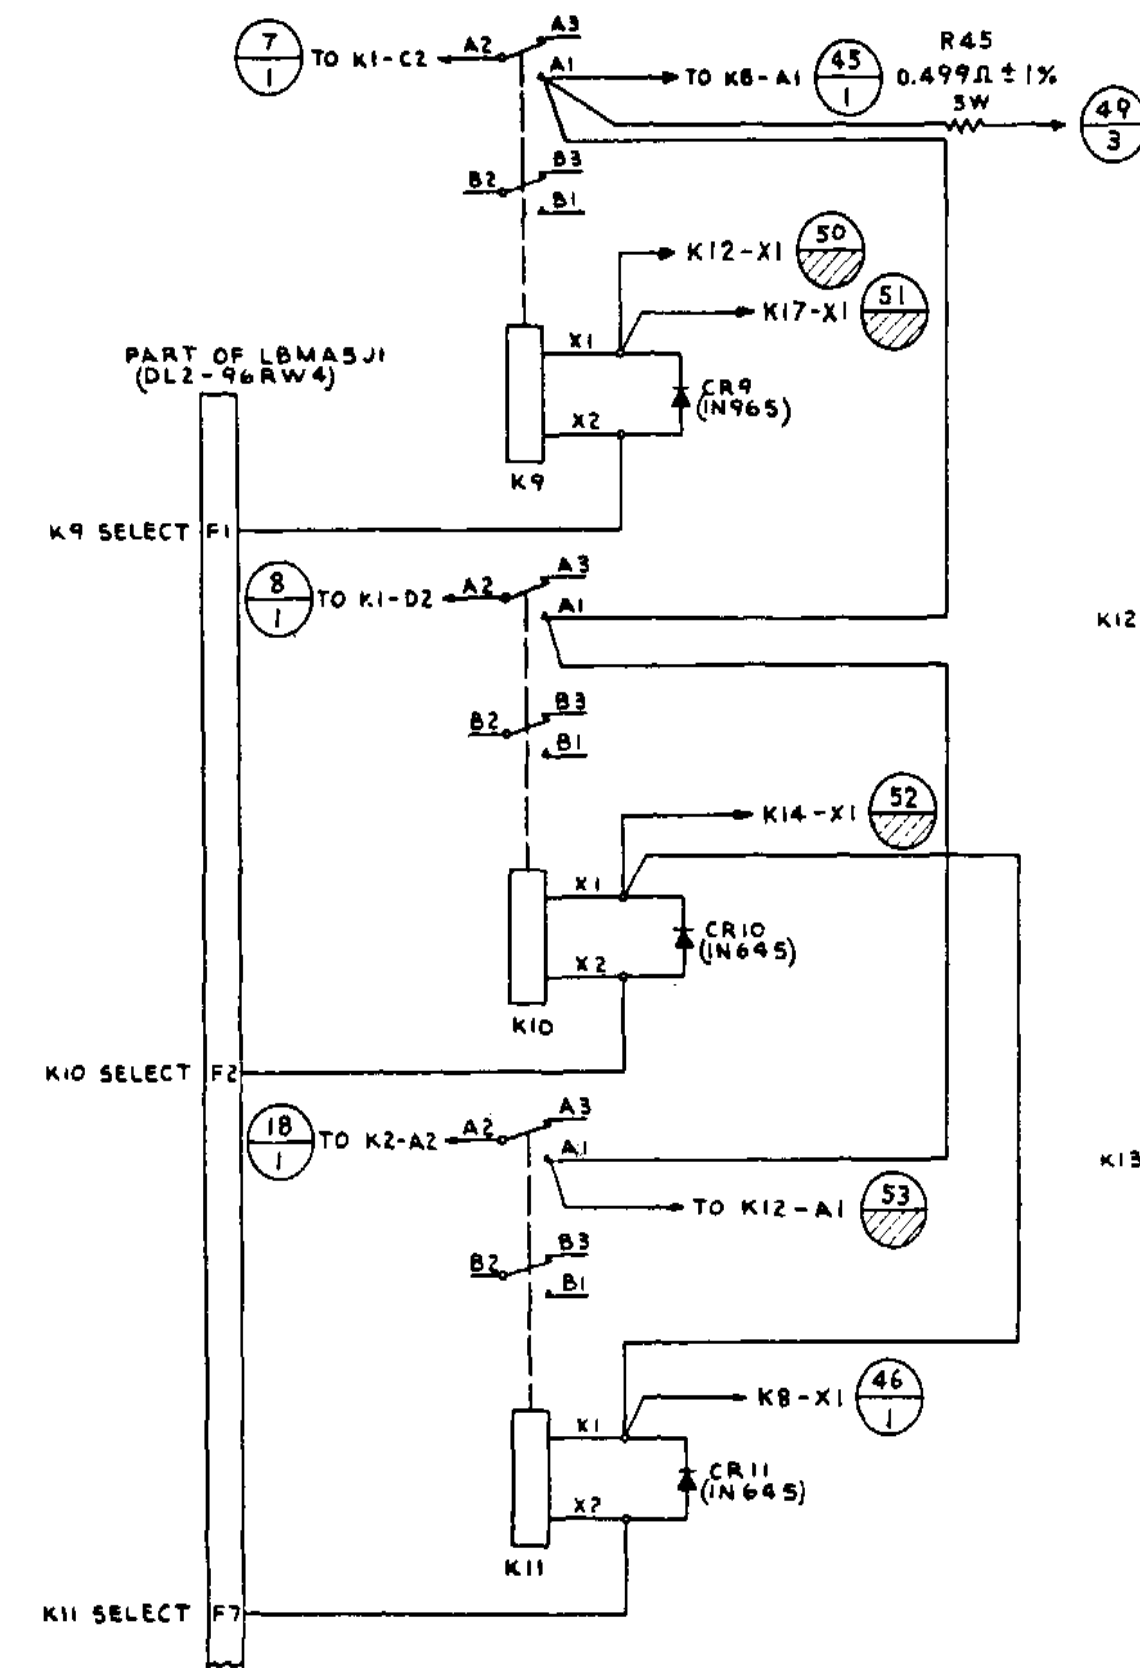 7
1
TO K1-C2
A2
A3
A1
TO K8-A1
45
1
R45
0.499Ω ± 1%
3W
49
3
B2
B3
B1
K12-X1
50
K17-X1
51
PART OF LBMA5J1
(DL2-96RW4)
X1
X2
CR9
(IN965)
K9
K9 SELECT
F1
8
1
TO K1-D2
A2
A3
A1
K12
B2
B3
B1
K14-X1
52
X1
X2
CR10
(IN645)
K10
K10 SELECT
F2
18
1
TO K2-A2
A2
A3
A1
K13
TO K12-A1
53
B2
B3
B1
K8-X1
46
1
X1
X2
CR11
(IN645)
K11
K11 SELECT
F7